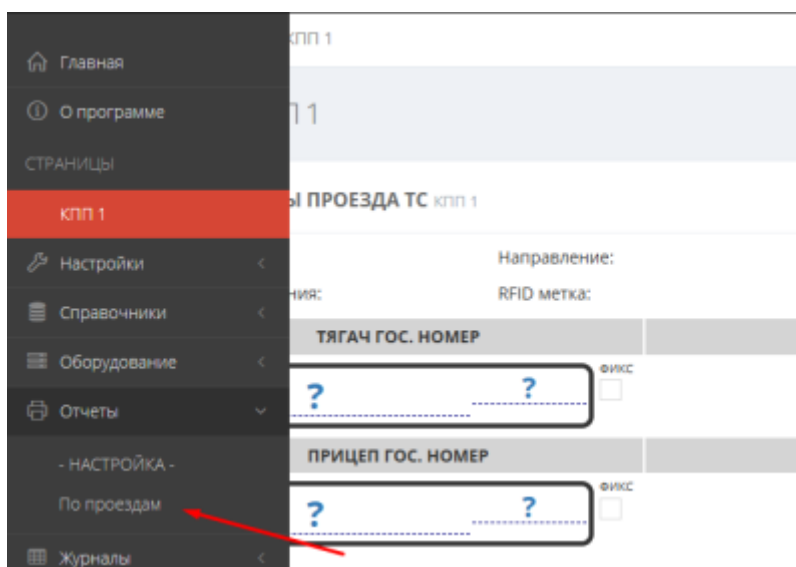 Главная
О программе
СТРАНИЦЫ
КПП 1
Настройки
Справочники
Оборудование
Отчеты
- НАСТРОЙКА -
По проездам
Журналы
КПП 1
П 1
Ы ПРОЕЗДА ТС КПП 1
Направление:
ния:
RFID метка:
ТЯГАЧ ГОС. НОМЕР
? ?
ФИКС
ПРИЦЕП ГОС. НОМЕР
? ?
ФИКС